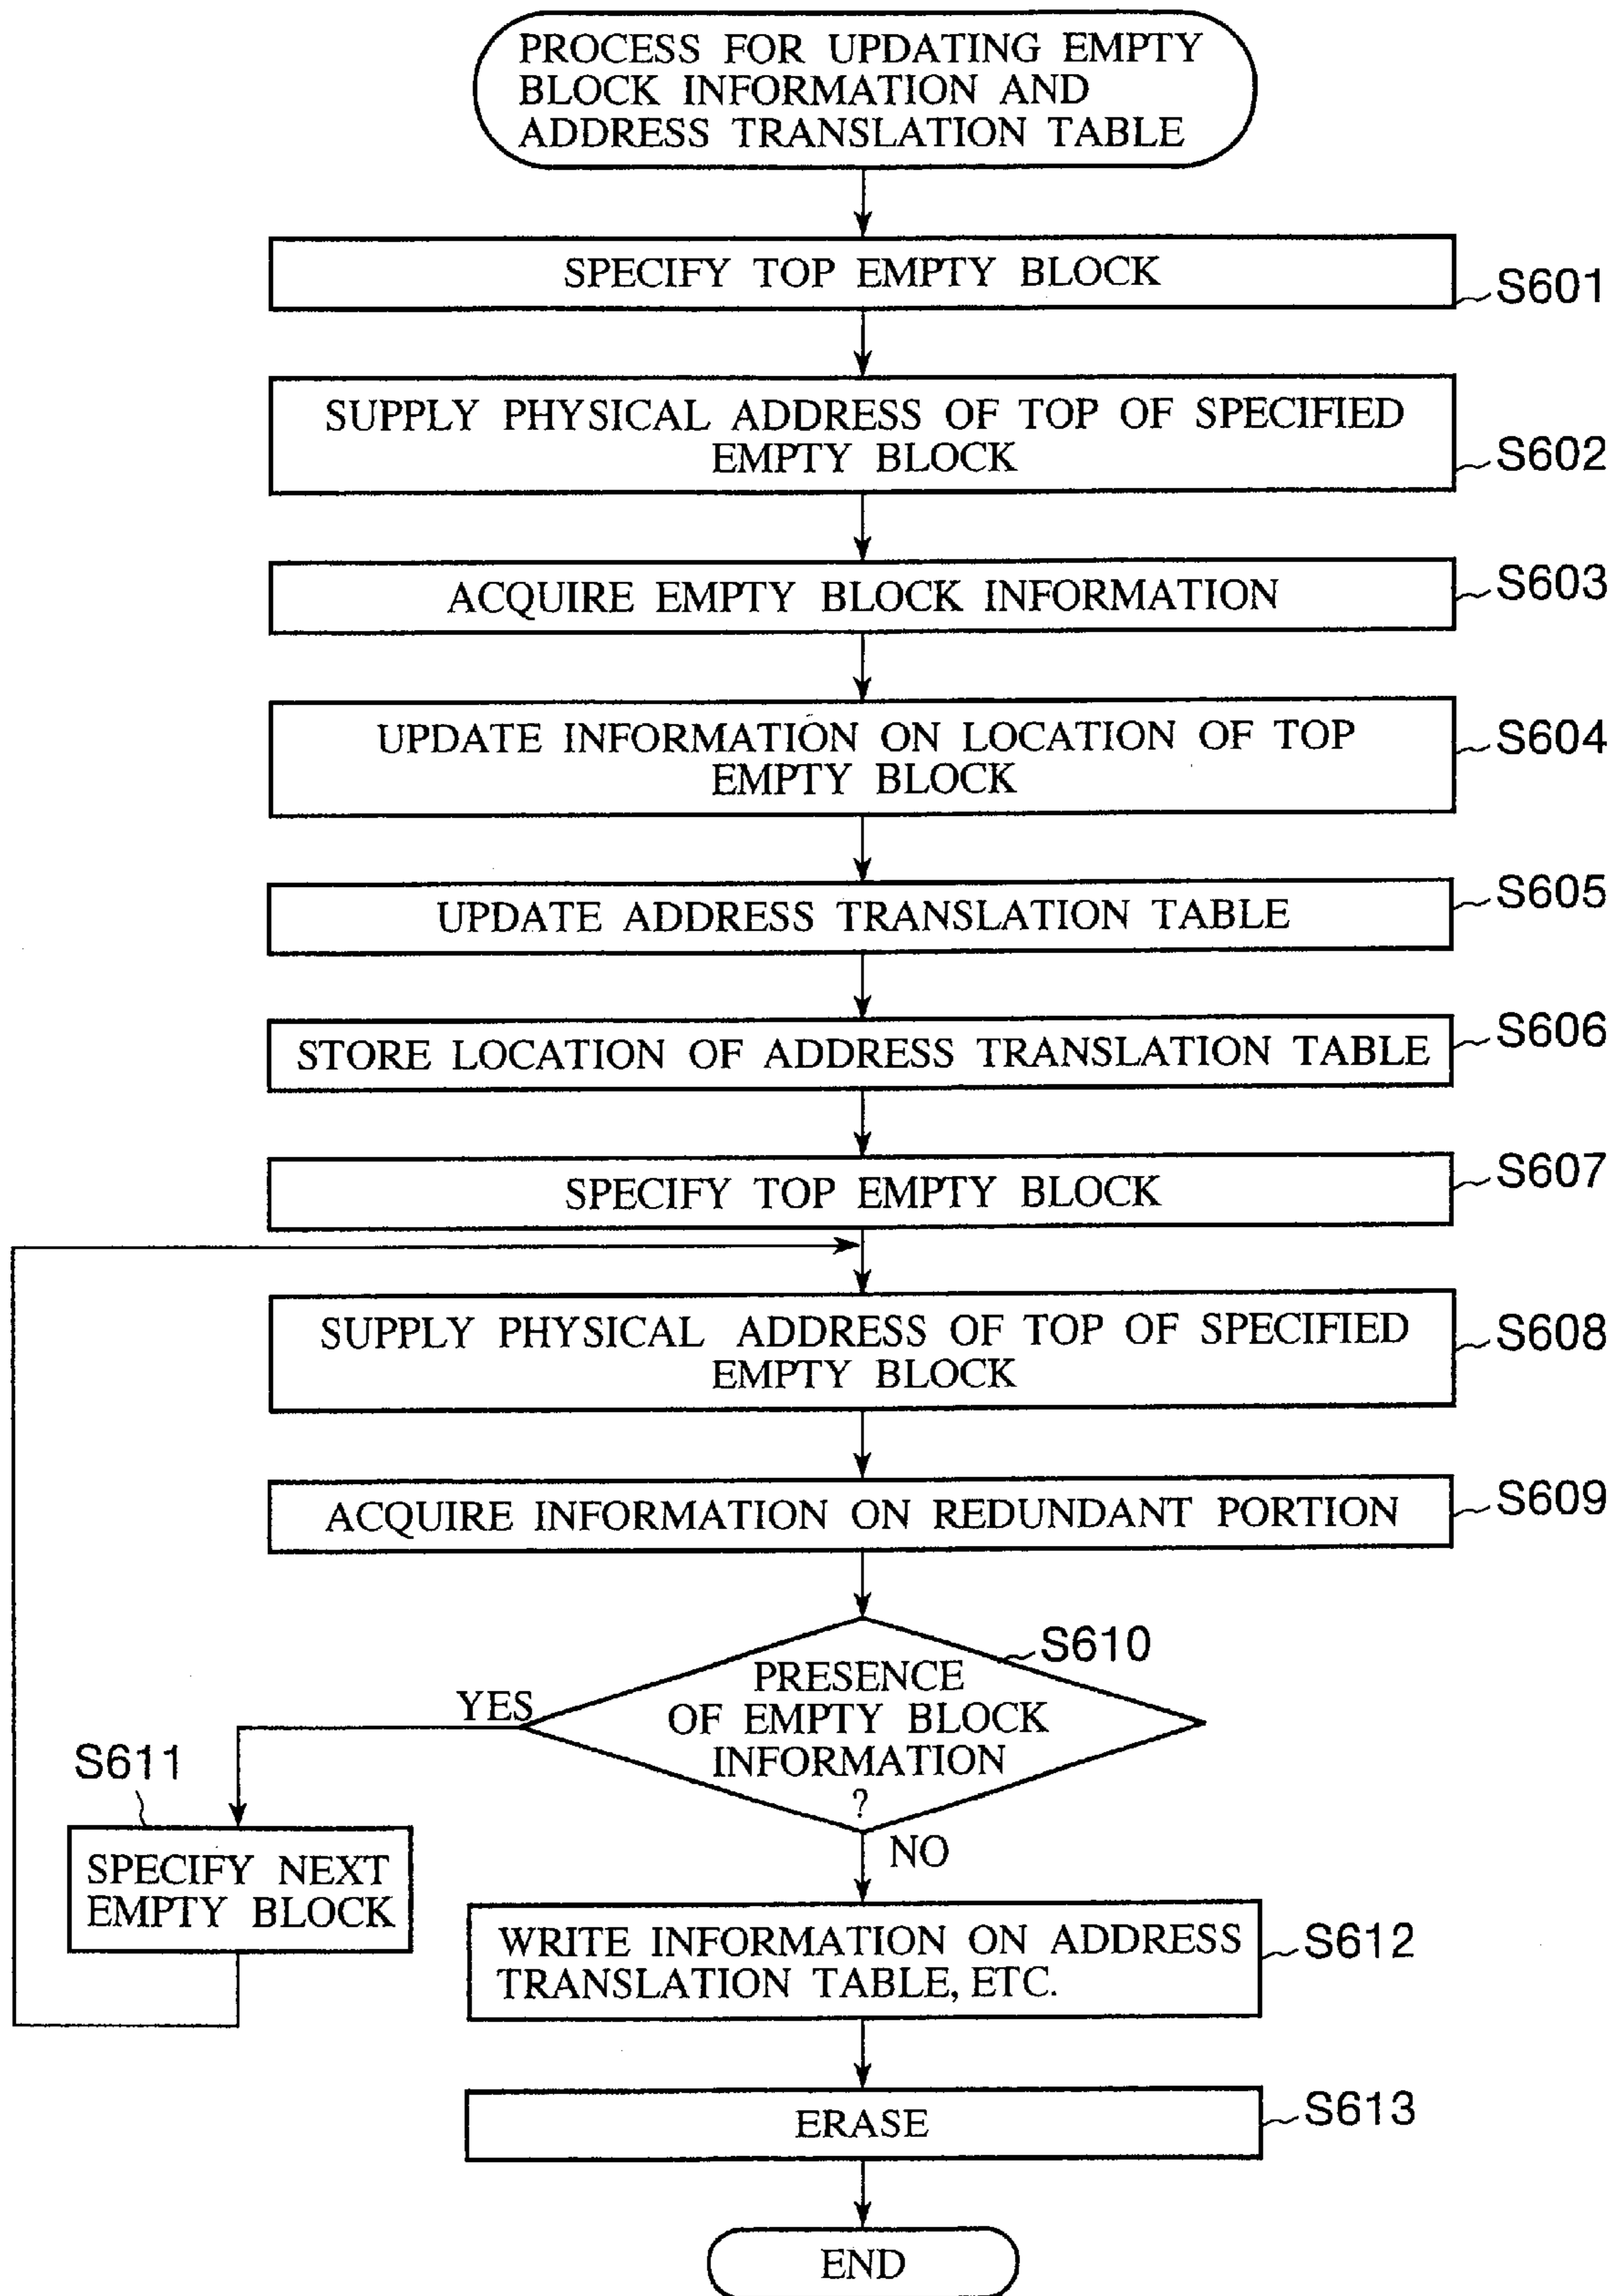 PROCESS FOR UPDATING EMPTY
BLOCK INFORMATION AND
ADDRESS TRANSLATION TABLE
SPECIFY TOP EMPTY BLOCK
S601
SUPPLY PHYSICAL ADDRESS OF TOP OF SPECIFIED
EMPTY BLOCK
S602
ACQUIRE EMPTY BLOCK INFORMATION
S603
UPDATE INFORMATION ON LOCATION OF TOP
EMPTY BLOCK
S604
UPDATE ADDRESS TRANSLATION TABLE
S605
STORE LOCATION OF ADDRESS TRANSLATION TABLE
S606
SPECIFY TOP EMPTY BLOCK
S607
SUPPLY PHYSICAL ADDRESS OF TOP OF SPECIFIED
EMPTY BLOCK
S608
ACQUIRE INFORMATION ON REDUNDANT PORTION
S609
S610
PRESENCE
OF EMPTY BLOCK
INFORMATION
?
YES
S611
SPECIFY NEXT
EMPTY BLOCK
NO
WRITE INFORMATION ON ADDRESS
TRANSLATION TABLE, ETC.
S612
ERASE
S613
END